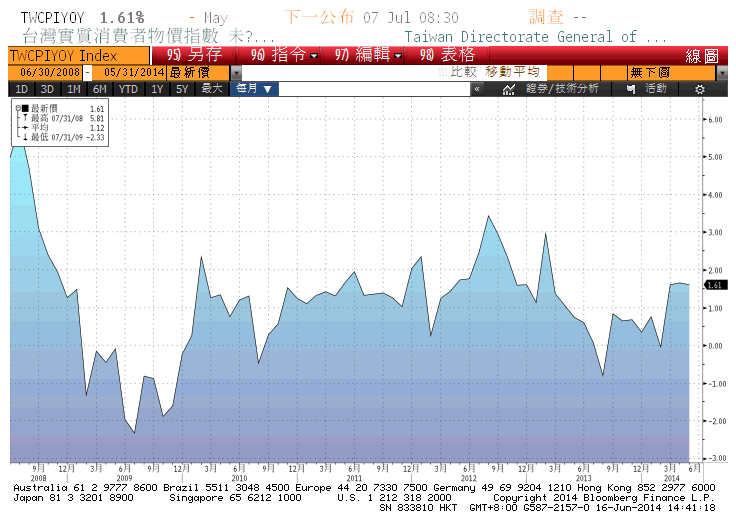 TWCPIYOY 1.61% - May 下一公布 07 Jul 08:30 調查 --
台灣實質消費者物價指數 未?... Taiwan Directorate General of ...
TWCPIYOY Index 95) 另存 96) 指令 97) 編輯 98) 表格 線圖
06/30/2008 - 05/31/2014 最新價 比較 移動平均 無下價
1D 3D 1M 6M YTD 1Y 5Y 最大 每月 ▼ « 證券/技術分析 活動
最新價 1.61
最高 07/31/08 5.81
平均 1.12
最低 07/31/09 -2.33
6.00
5.00
4.00
3.00
2.00
1.61
1.00
0.00
-1.00
-2.00
-3.00
9月 12月 3月 6月 9月 12月 3月 6月 9月 12月 3月 6月 9月 12月 3月 6月 9月 12月 3月 6月 9月 12月 3月 6月
2008 2009 2010 2011 2012 2013 2014
Australia 61 2 9777 8600 Brazil 5511 3048 4500 Europe 44 20 7330 7500 Germany 49 69 9204 1210 Hong Kong 852 2977 6000
Japan 81 3 3201 8900 Singapore 65 6212 1000 U.S. 1 212 318 2000 Copyright 2014 Bloomberg Finance L.P.
SN 833810 HKT GMT+8:00 G587-2157-0 16-Jun-2014 14:41:18